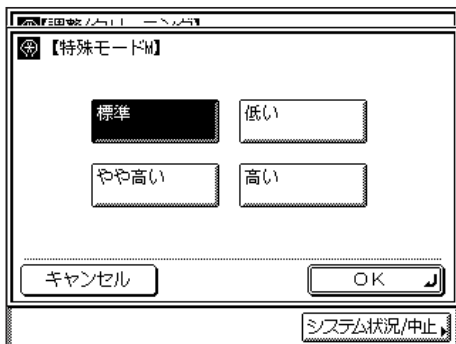 【特殊モードM】
標準
低い
やや高い
高い
キャンセル
OK
システム状況/中止